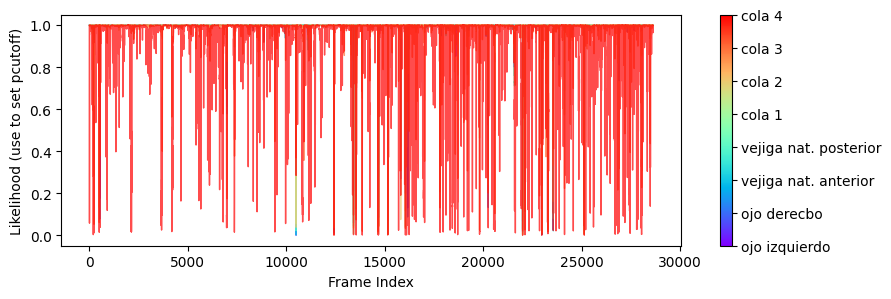 Likelihood (use to set pcutoff)
1.0
0.8
0.6
0.4
0.2
0.0
0
5000
10000
15000
20000
25000
30000
Frame Index
cola 4
cola 3
cola 2
cola 1
vejiga nat. posterior
vejiga nat. anterior
ojo derecbo
ojo izquierdo